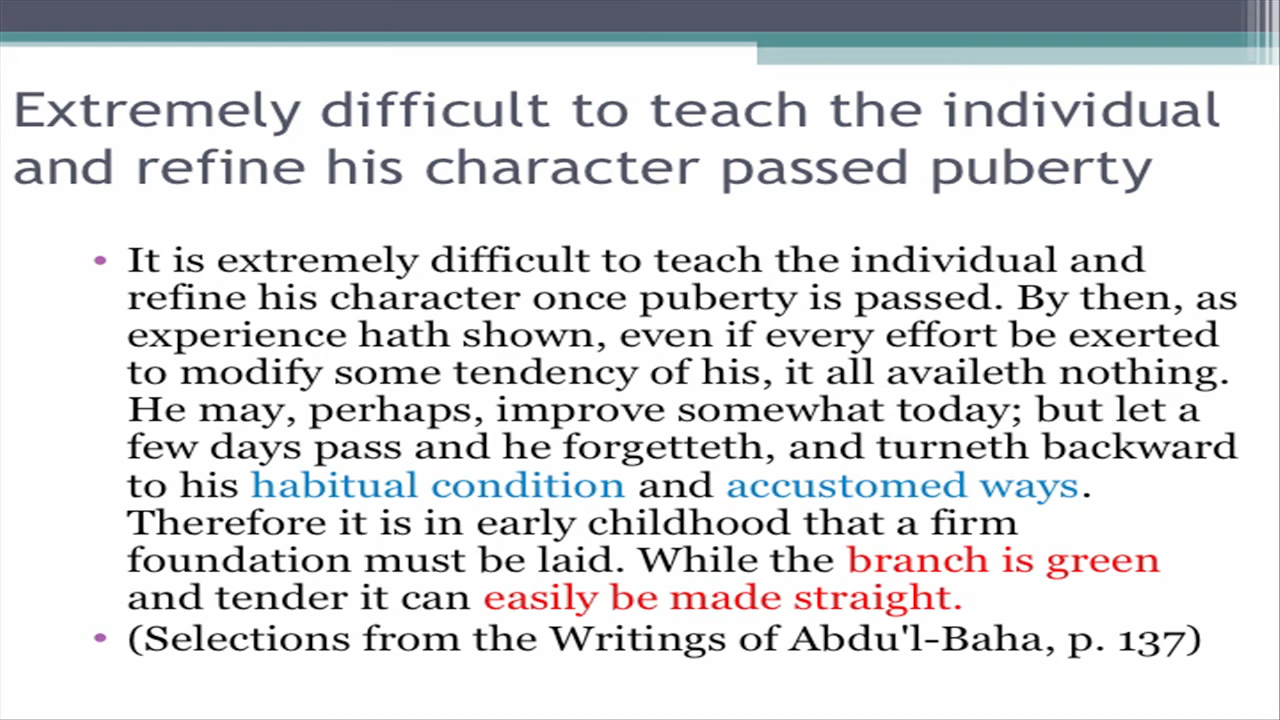 Extremely difficult to teach the individual
and refine his character passed puberty
• It is extremely difficult to teach the individual and
refine his character once puberty is passed. By then, as
experience hath shown, even if every effort be exerted
to modify some tendency of his, it all availeth nothing.
He may, perhaps, improve somewhat today; but let a
few days pass and he forgetteth, and turneth backward
to his habitual condition and accustomed ways.
Therefore it is in early childhood that a firm
foundation must be laid. While the branch is green
and tender it can easily be made straight.
• (Selections from the Writings of Abdu'l-Baha, p. 137)